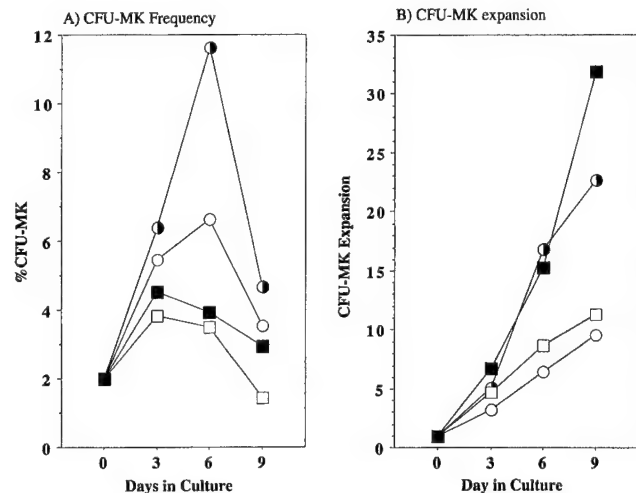 A) CFU-MK Frequency
12
10
8
6
4
2
0
%CFU-MK
0 3 6 9
Days in Culture
B) CFU-MK expansion
35
30
25
20
15
10
5
0
CFU-MK Expansion
0 3 6 9
Day in Culture